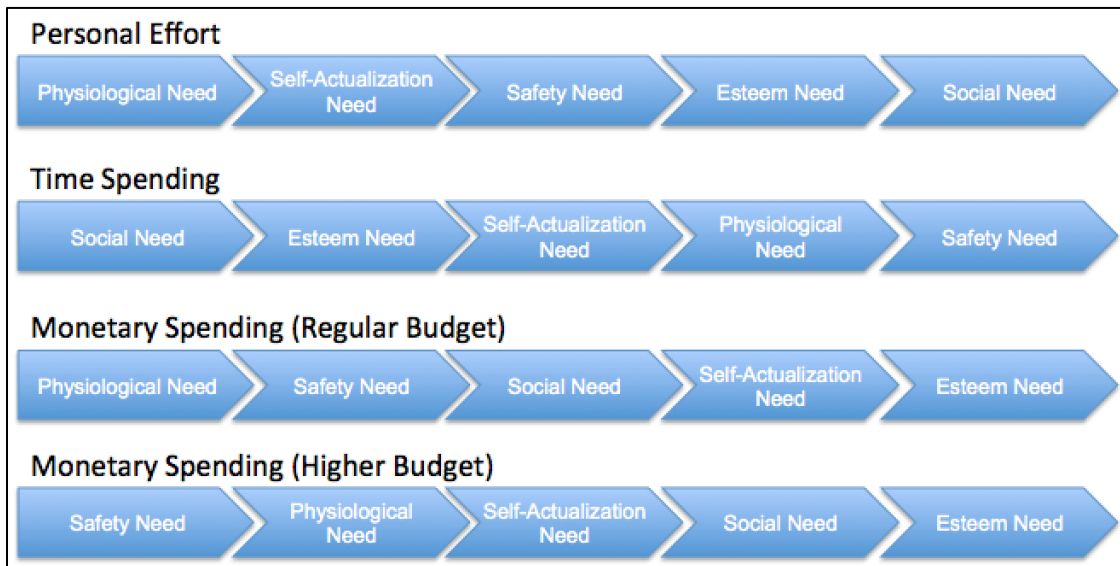 Personal Effort
Physiological Need
Self-Actualization
Need
Safety Need
Esteem Need
Social Need
Time Spending
Social Need
Esteem Need
Self-Actualization
Need
Physiological
Need
Safety Need
Monetary Spending (Regular Budget)
Physiological Need
Safety Need
Social Need
Self-Actualization
Need
Esteem Need
Monetary Spending (Higher Budget)
Safety Need
Physiological
Need
Self-Actualization
Need
Social Need
Esteem Need